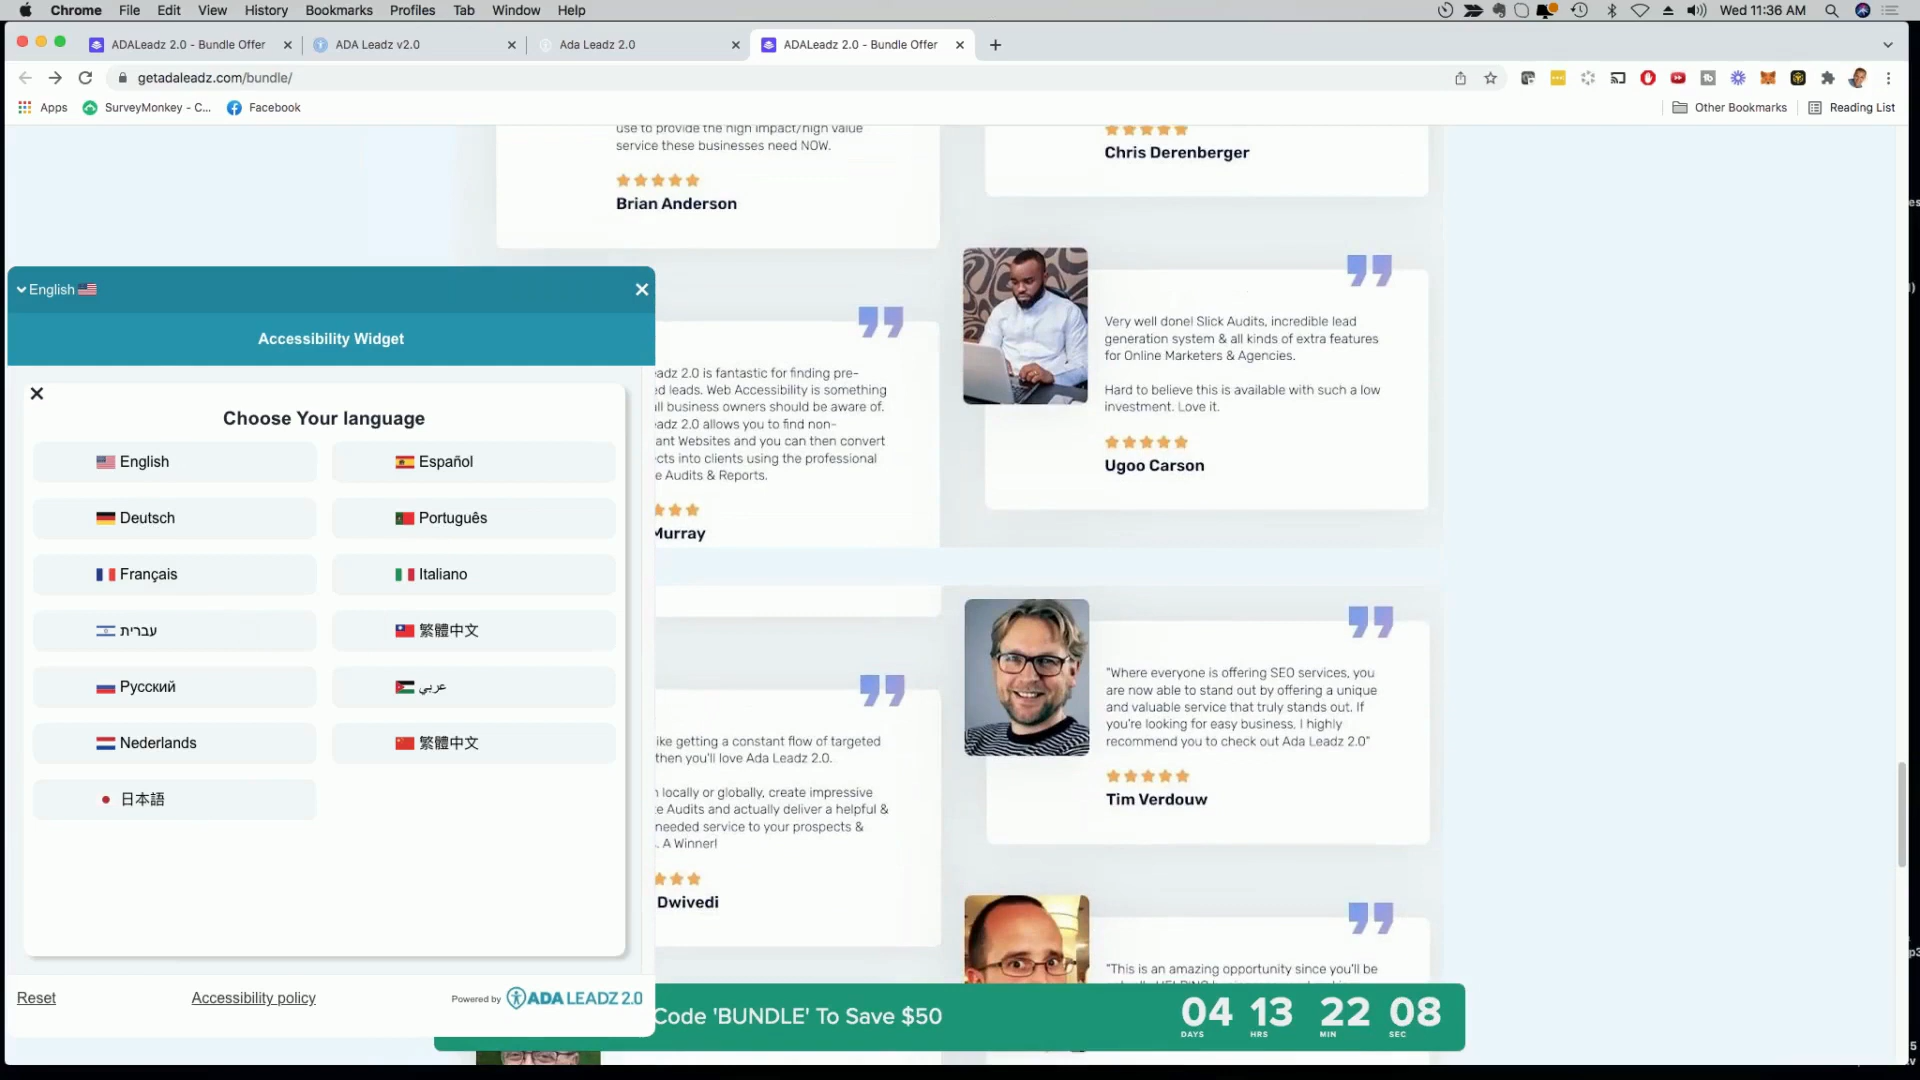 Chrome File Edit View History Bookmarks Profiles Tab Window Help
Wed 11:36 AM
ADALeadz 2.0 - Bundle Offer
ADA Leadz v2.0
Ada Leadz 2.0
ADALeadz 2.0 - Bundle Offer
getadaleadz.com/bundle/
Apps
SurveyMonkey - C...
Facebook
Other Bookmarks
Reading List
use to provide the high impact/high value
service these businesses need NOW.
Brian Anderson
Chris Derenberger
English
Accessibility Widget
Choose Your language
English
Español
Deutsch
Português
Français
Italiano
עברית
繁體中文
Русский
عربي
Nederlands
繁體中文
日本語
Reset
Accessibility policy
Powered by ADA LEADZ 2.0
adz 2.0 is fantastic for finding pre-
ed leads. Web Accessibility is something
ll business owners should be aware of.
eadz 2.0 allows you to find non-
ant Websites and you can then convert
cts into clients using the professional
e Audits & Reports.
Murray
Very well done! Slick Audits, incredible lead
generation system & all kinds of extra features
for Online Marketers & Agencies.
Hard to believe this is available with such a low
investment. Love it.
Ugoo Carson
ike getting a constant flow of targeted
then you'll love Ada Leadz 2.0.
locally or globally, create impressive
e Audits and actually deliver a helpful &
needed service to your prospects &
. A Winner!
Dwivedi
"Where everyone is offering SEO services, you
are now able to stand out by offering a unique
and valuable service that truly stands out. If
you're looking for easy business, I highly
recommend you to check out Ada Leadz 2.0"
Tim Verdouw
"This is an amazing opportunity since you'll be
Code 'BUNDLE' To Save $50
04 13 22 08
DAYS HRS MIN SEC